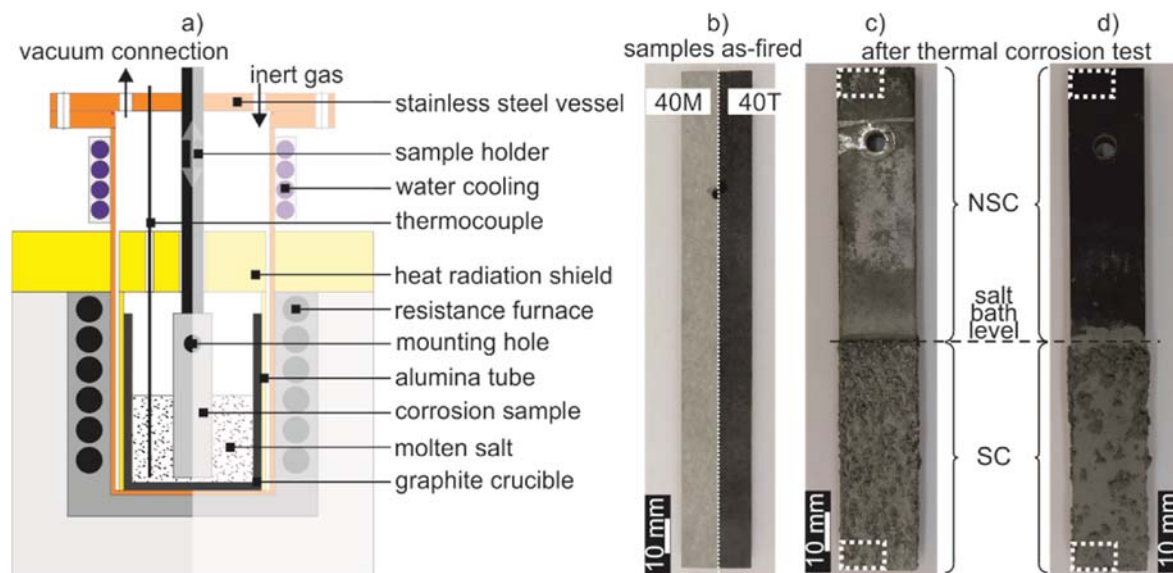 a)
vacuum connection
inert gas
stainless steel vessel
sample holder
water cooling
thermocouple
heat radiation shield
resistance furnace
mounting hole
alumina tube
corrosion sample
molten salt
graphite crucible
b)
samples as-fired
40M
40T
10 mm
c)
d)
after thermal corrosion test
10 mm
NSC
salt
bath
level
SC
10 mm